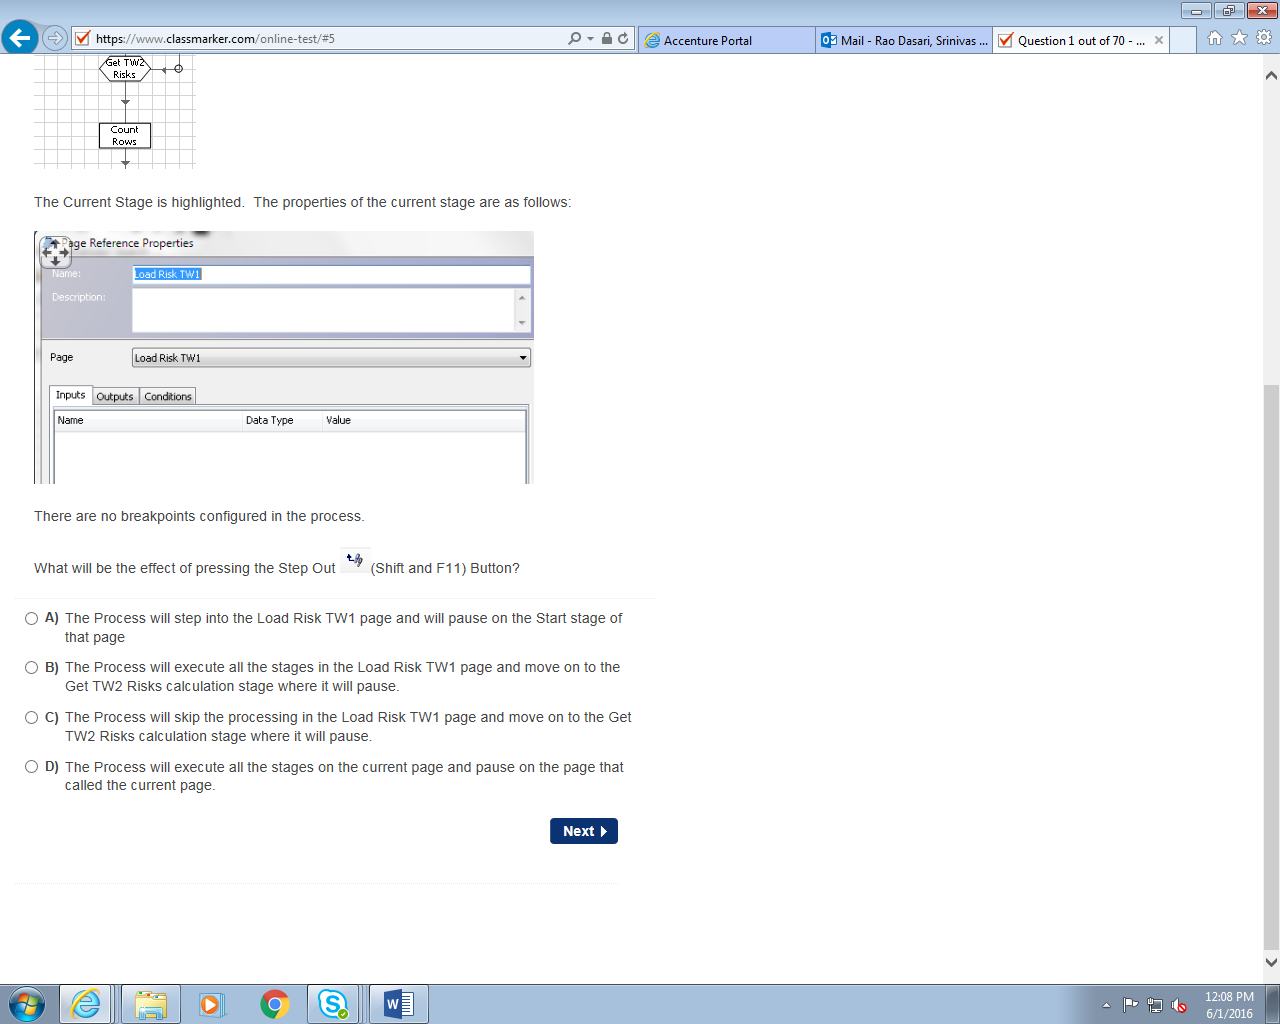 https://www.classmarker.com/online-test/#5
Accenture Portal
Mail - Rao Dasari, Srinivas ...
Question 1 out of 70 - ...
Get TW2
Risks
Count
Rows
The Current Stage is highlighted.  The properties of the current stage are as follows:
Page Reference Properties
Name:
Load Risk TW1
Description:
Page
Load Risk TW1
Inputs
Outputs
Conditions
Name
Data Type
Value
There are no breakpoints configured in the process.
What will be the effect of pressing the Step Out (Shift and F11) Button?
A) The Process will step into the Load Risk TW1 page and will pause on the Start stage of
that page
B) The Process will execute all the stages in the Load Risk TW1 page and move on to the
Get TW2 Risks calculation stage where it will pause.
C) The Process will skip the processing in the Load Risk TW1 page and move on to the Get
TW2 Risks calculation stage where it will pause.
D) The Process will execute all the stages on the current page and pause on the page that
called the current page.
Next
12:08 PM
6/1/2016